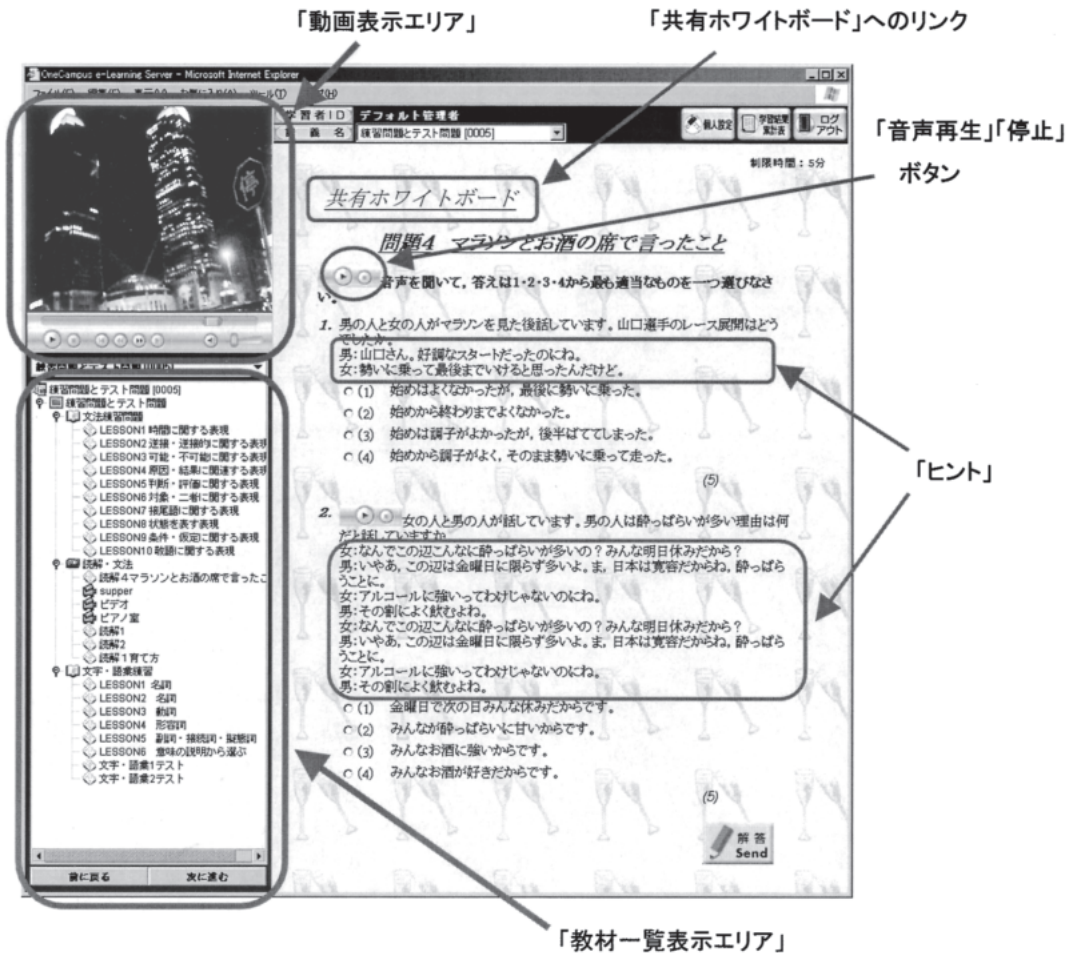 「動画表示エリア」
「共有ホワイトボード」へのリンク
OneCampus e-Learning Server - Microsoft Internet Explorer
学習者ID デフォルト管理者
義 名 練習問題とテスト問題 [0005]
個人設定
学習結果
累計表
ログ
アウト
「音声再生」「停止」
ボタン
制限時間：5分
共有ホワイトボード
問題4 マラソンとお酒の席で言ったこと
音声を聞いて，答えは1・2・3・4から最も適当なものを一つ選びなさ
い。
1. 男の人と女の人がマラソンを見た後話しています。山口選手のレース展開はどう
でしたか。
男：山口さん。好調なスタートだったのにね。
女：勢いに乗って最後までいけると思ったんだけど。
(1) 始めはよくなかったが，最後に勢いに乗った。
(2) 始めから終わりまでよくなかった。
(3) 始めは調子がよかったが，後半ばててしまった。
(4) 始めから調子がよく，そのまま勢いに乗って走った。
(5)
「ヒント」
2. 女の人と男の人が話しています。男の人は酔っぱらいが多い理由は何
だと話していますか
女：なんでこの辺こんなに酔っぱらいが多いの？みんな明日休みだから？
男：いやあ，この辺は金曜日に限らず多いよ。ま，日本は寛容だからね。酔っぱら
うことに。
女：アルコールに強いってわけじゃないのにね。
男：その割によく飲むよね。
女：なんでこの辺こんなに酔っぱらいが多いの？みんな明日休みだから？
男：いやあ，この辺は金曜日に限らず多いよ。ま，日本は寛容だからね。酔っぱら
うことに。
女：アルコールに強いってわけじゃないのにね。
男：その割によく飲むよね。
(1) 金曜日で次の日みんな休みだからです。
(2) みんなが酔っぱらいに甘いからです。
(3) みんなお酒に強いからです。
(4) みんなお酒が好きだからです。
(5)
解答
Send
練習問題とテスト問題 [0005]
練習問題とテスト問題 [0005]
練習問題とテスト問題
文法練習問題
LESSON1 時間に関する表現
LESSON2 逆接・逆接的に関する表現
LESSON3 可能・不可能に関する表現
LESSON4 原因・結果に関連する表現
LESSON5 判断・評価に関する表現
LESSON6 対象・二者に関する表現
LESSON7 接尾語に関する表現
LESSON8 状態を表す表現
LESSON9 条件・仮定に関する表現
LESSON10 敬語に関する表現
読解・文法
読解4マラソンとお酒の席で言ったこ
supper
ビデオ
ピアノ室
読解1
読解2
読解1育て方
文字・語彙練習
LESSON1 名詞
LESSON2 名詞
LESSON3 動詞
LESSON4 形容詞
LESSON5 副詞・接続詞・擬態詞
LESSON6 意味の説明から選ぶ
文字・語彙1テスト
文字・語彙2テスト
前に戻る 次に進む
「教材一覧表示エリア」